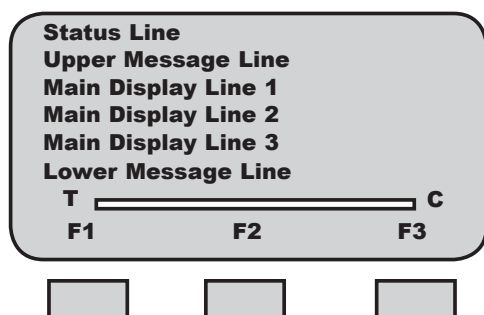 Status Line
Upper Message Line
Main Display Line 1
Main Display Line 2
Main Display Line 3
Lower Message Line
T C
F1 F2 F3